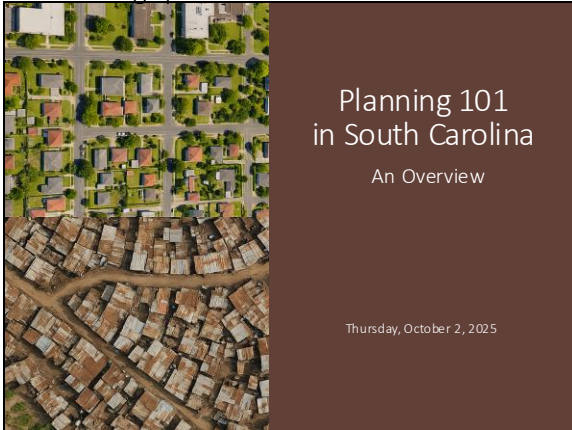 Planning 101
in South Carolina
An Overview
Thursday, October 2, 2025